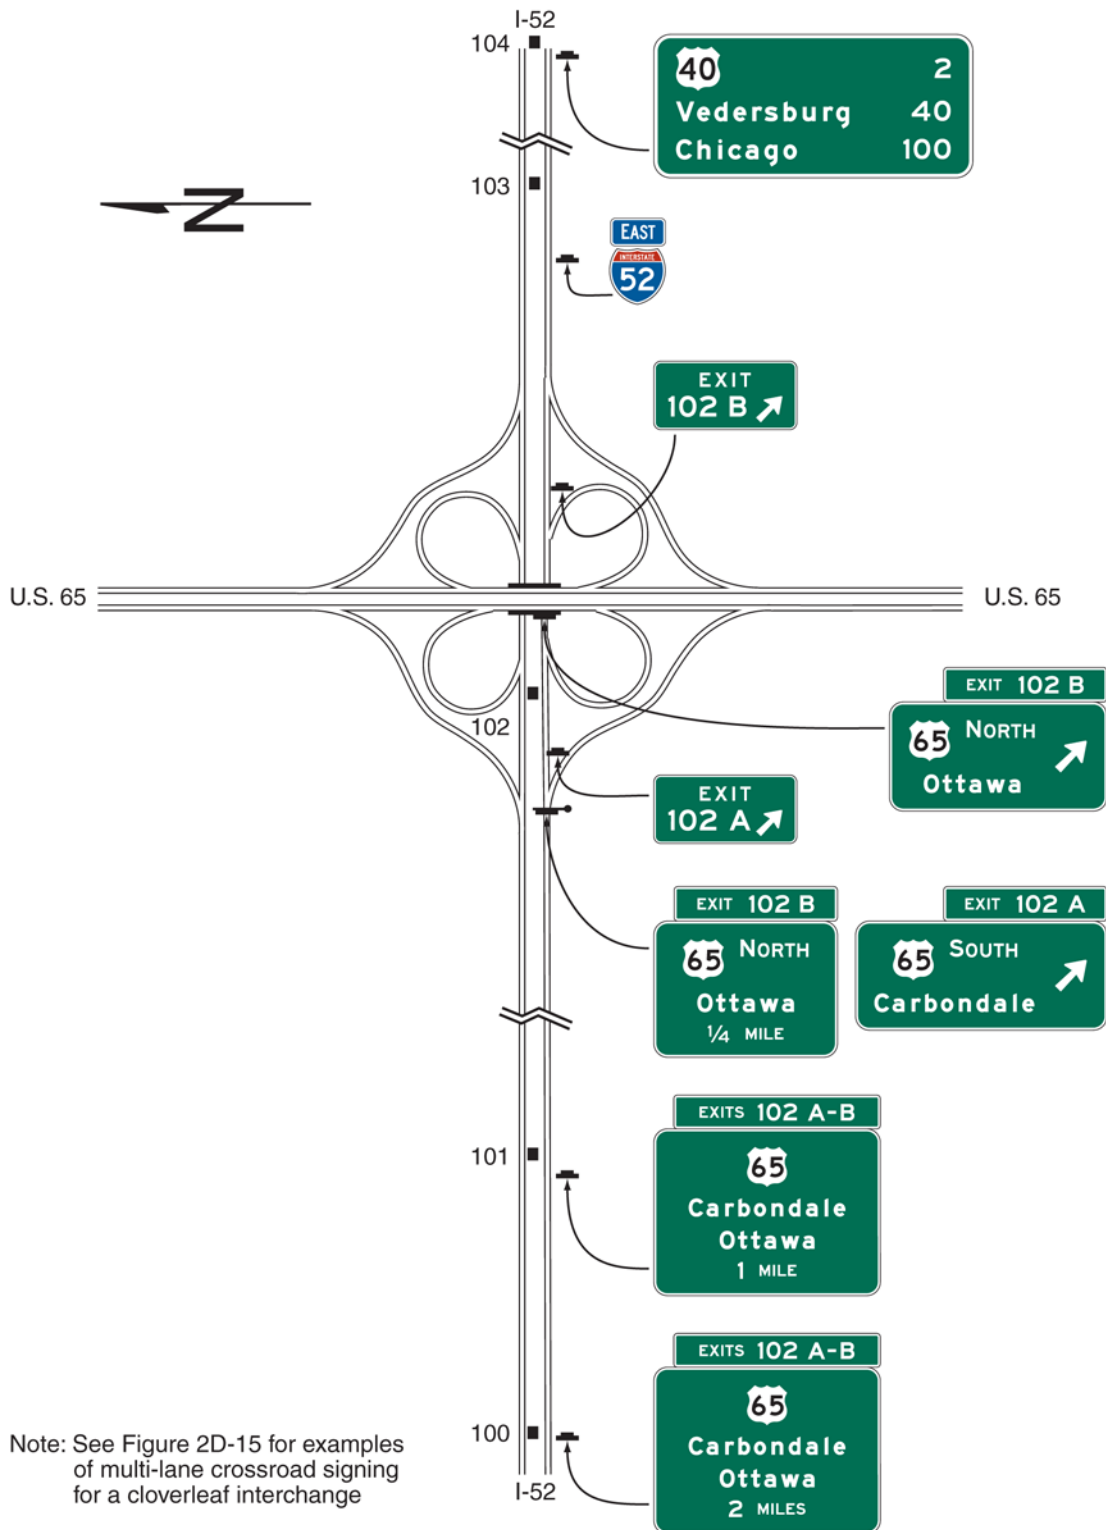 I-52
104
40 2
Vedersburg 40
Chicago 100
103
N
EAST
INTERSTATE
52
EXIT
102 B
U.S. 65
U.S. 65
EXIT 102 B
65 NORTH
Ottawa
102
EXIT
102 A
EXIT 102 B
65 NORTH
Ottawa
1/4 MILE
EXIT 102 A
65 SOUTH
Carbondale
EXITS 102 A-B
65
Carbondale
Ottawa
1 MILE
101
EXITS 102 A-B
65
Carbondale
Ottawa
2 MILES
100
I-52
Note: See Figure 2D-15 for examples
of multi-lane crossroad signing
for a cloverleaf interchange